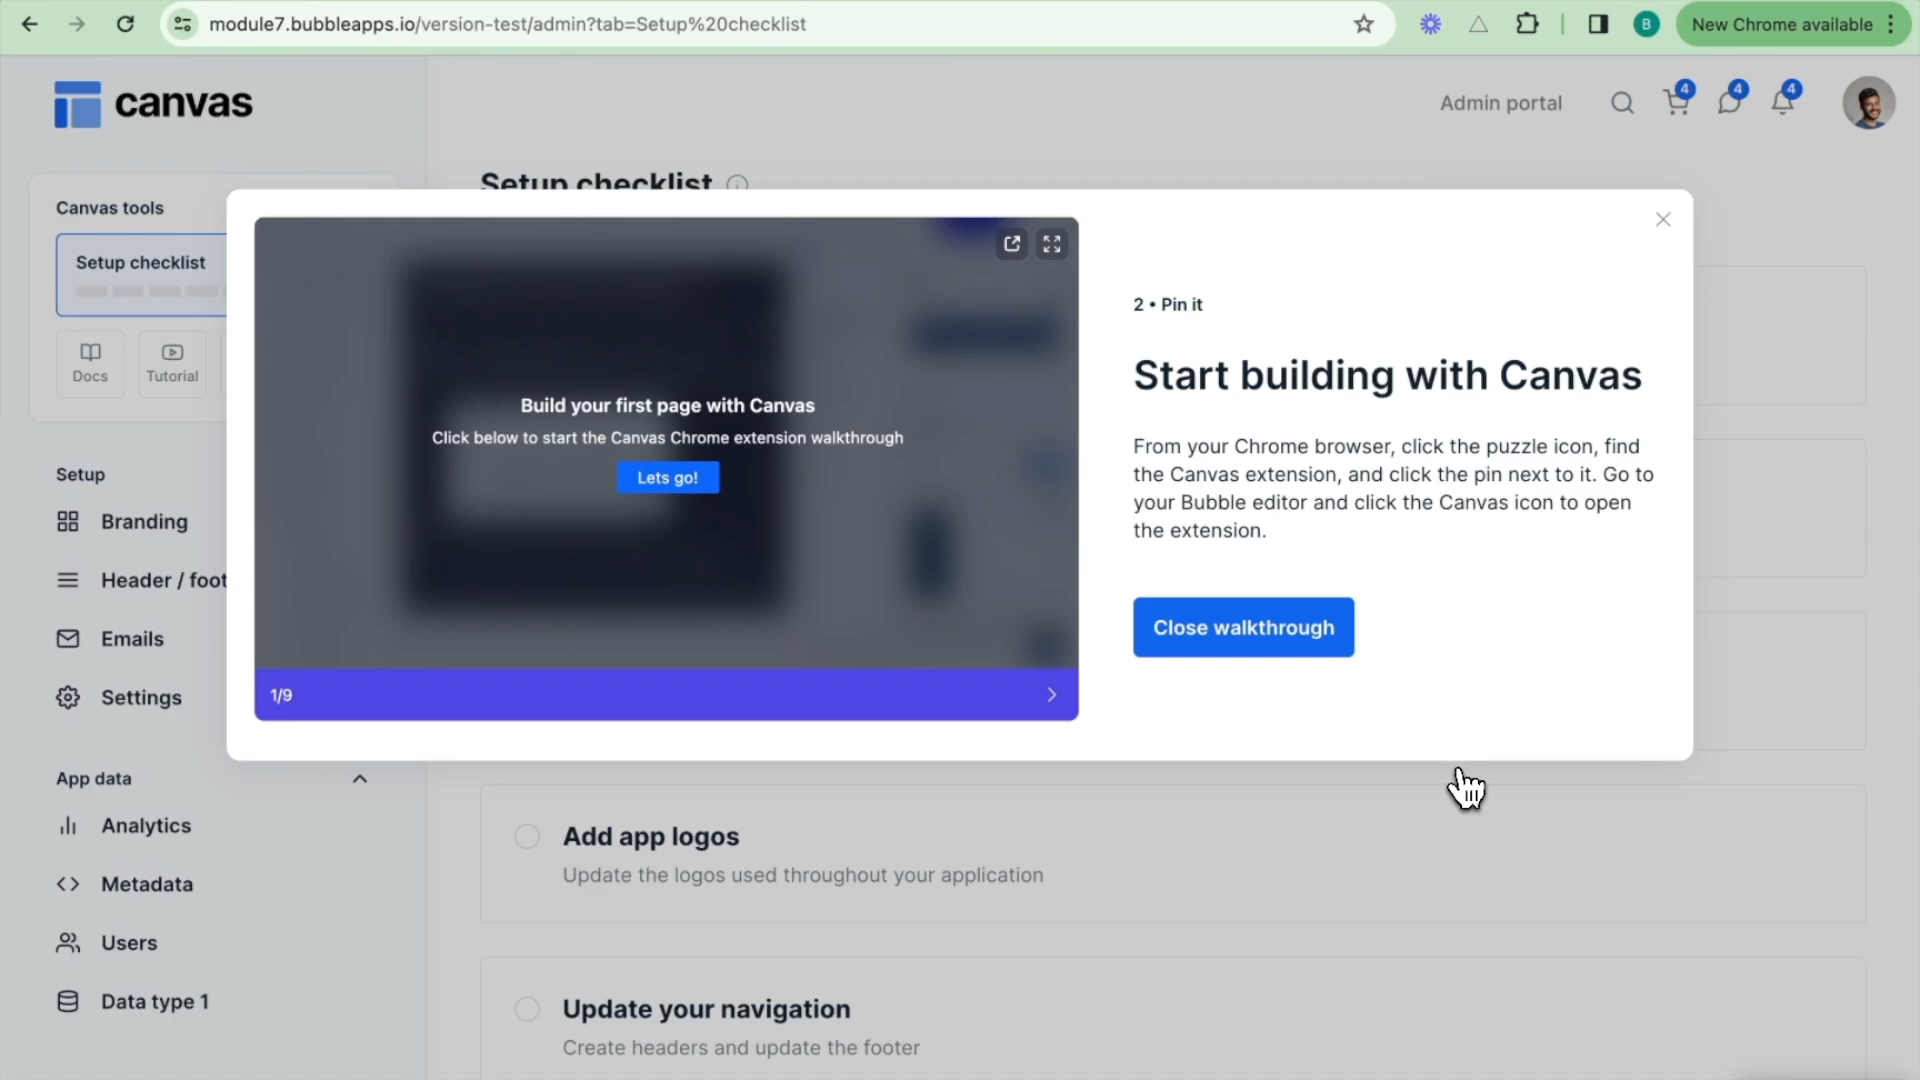 module7.bubbleapps.io/version-test/admin?tab=Setup%20checklist
B
New Chrome available
canvas
Admin portal
4
4
4
Setup checklist
Canvas tools
Setup checklist
Docs
Tutorial
Setup
Branding
Header / foot
Emails
Settings
App data
Analytics
Metadata
Users
Data type 1
Build your first page with Canvas
Click below to start the Canvas Chrome extension walkthrough
Lets go!
1/9
2 • Pin it
Start building with Canvas
From your Chrome browser, click the puzzle icon, find
the Canvas extension, and click the pin next to it. Go to
your Bubble editor and click the Canvas icon to open
the extension.
Close walkthrough
Add app logos
Update the logos used throughout your application
Update your navigation
Create headers and update the footer